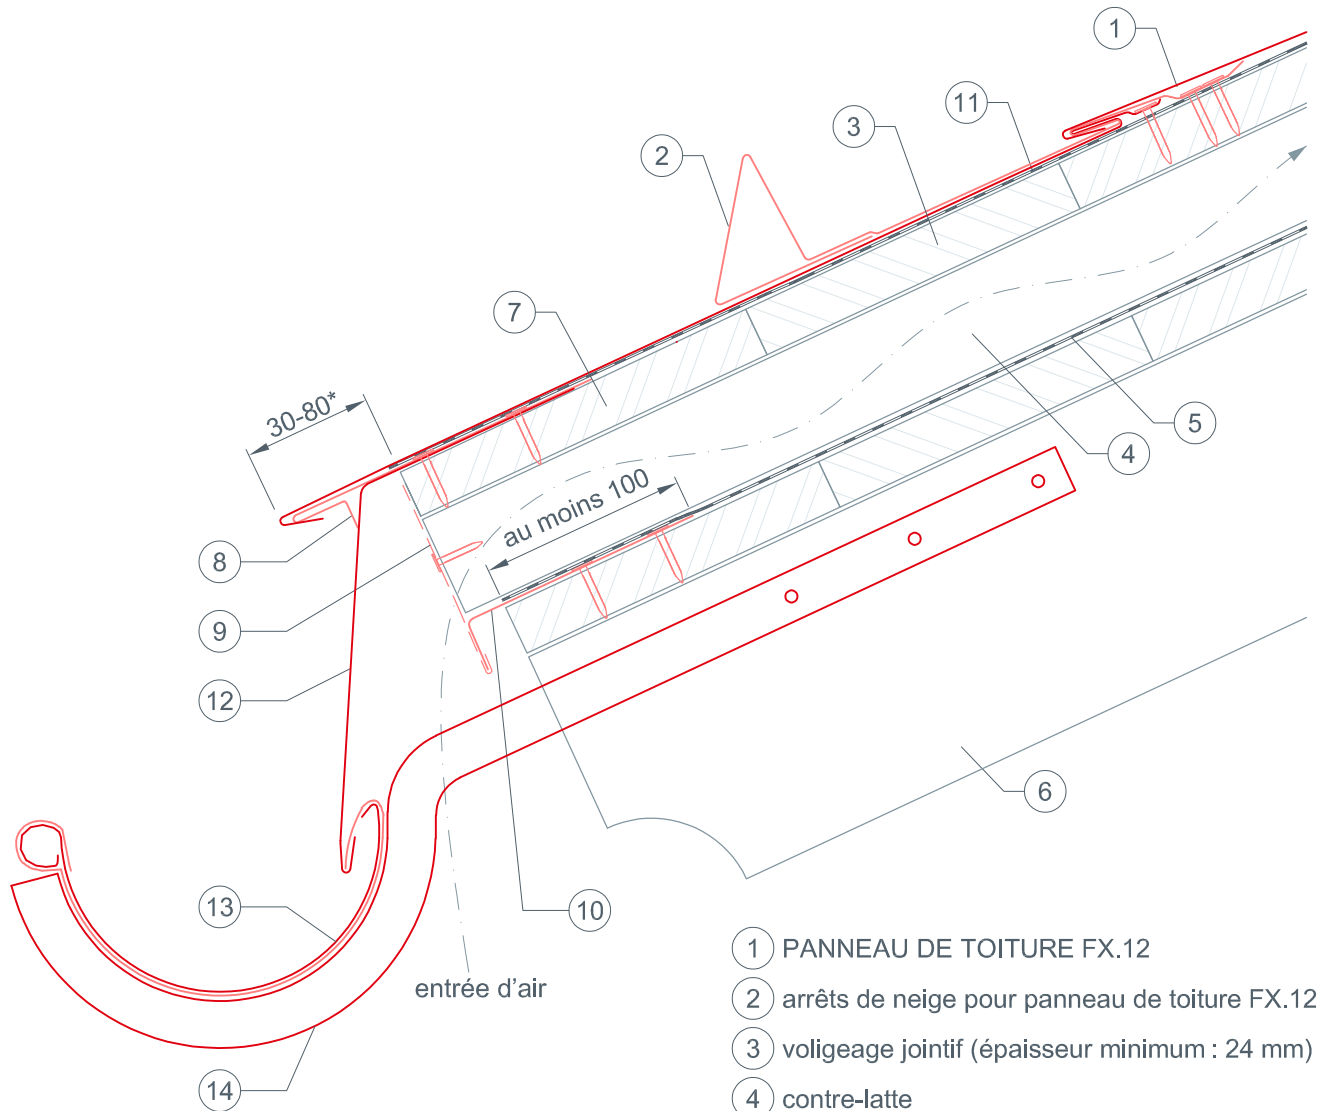 1
11
3
2
7
30-80*
5
4
au moins 100
8
9
12
6
13
10
entrée d'air
14
1 PANNEAU DE TOITURE FX.12
2 arrêts de neige pour panneau de toiture FX.12
3 voligeage jointif (épaisseur minimum : 24 mm)
4 contre-latte